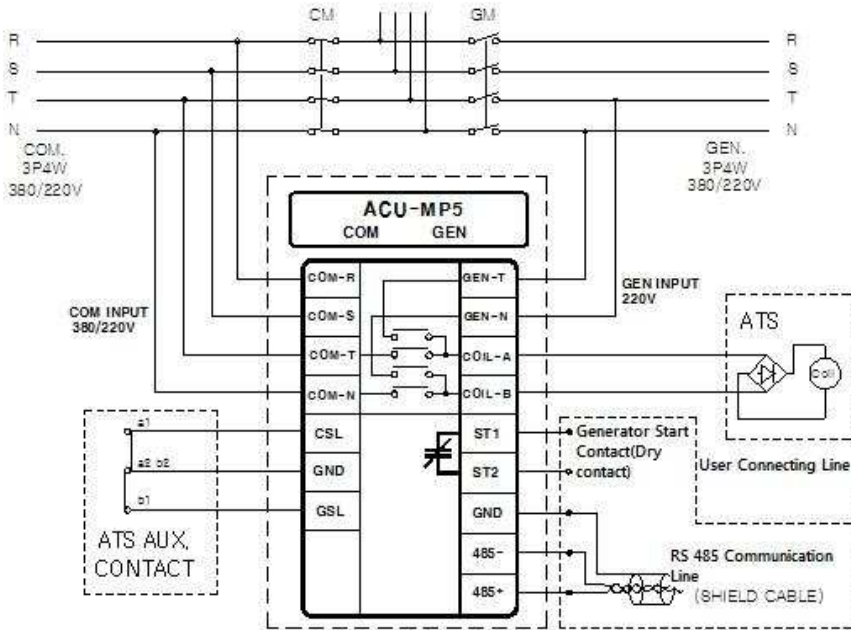 CM GM
R R
S S
T T
N N
COM.
3P4W
380/220V
GEN.
3P4W
380/220V
ACU-MP5
COM GEN
COM INPUT
380/220V
GEN INPUT
220V
COM-R GEN-T
COM-S GEN-N
COM-T COIL-A
COM-N COIL-B
CSL ST1
GND ST2
GSL GND
485-
485+
ATS
Coil
a1
a2 b2
b1
ATS AUX,
CONTACT
Generator Start
Contact(Dry
contact)
User Connecting Line
RS 485 Communication
Line
(SHIELD CABLE)